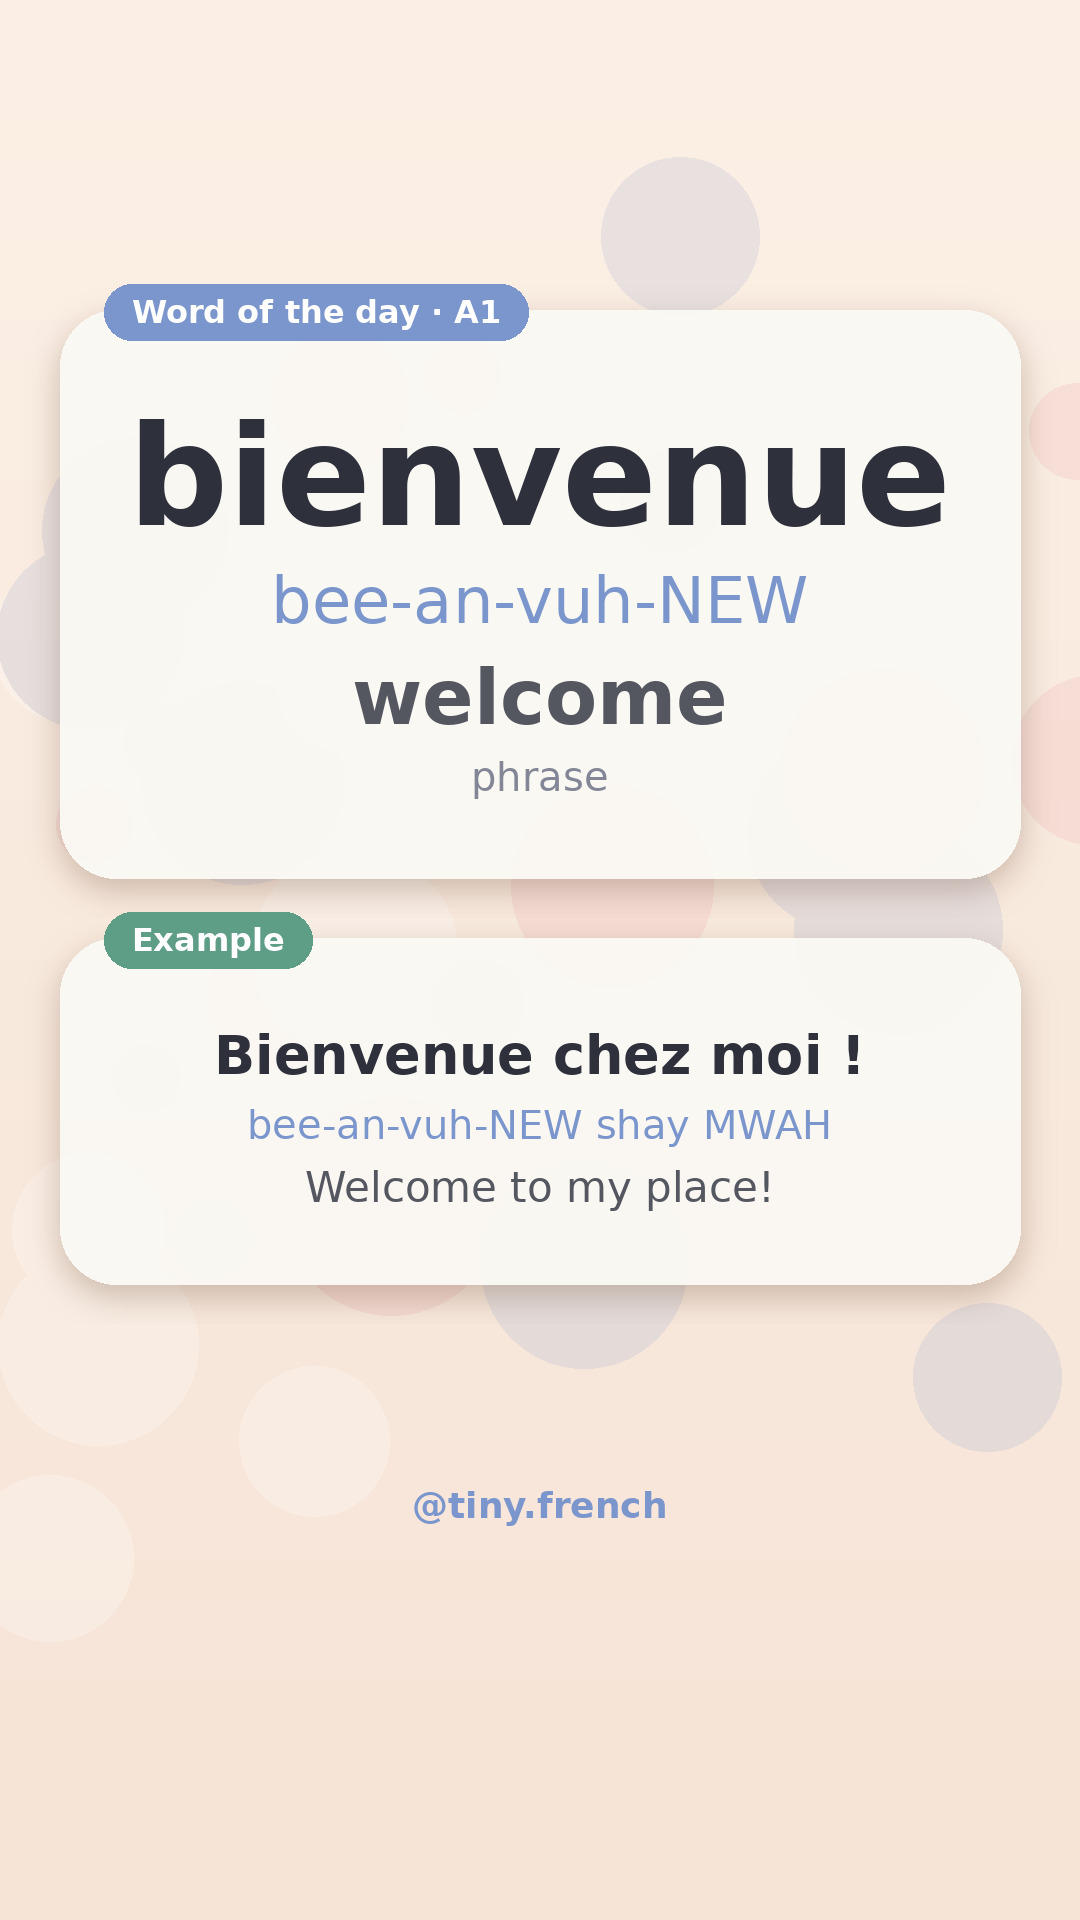 Word of the day · A1
bienvenue
bee-an-vuh-NEW
welcome
phrase
Example
Bienvenue chez moi !
bee-an-vuh-NEW shay MWAH
Welcome to my place!
@tiny.french